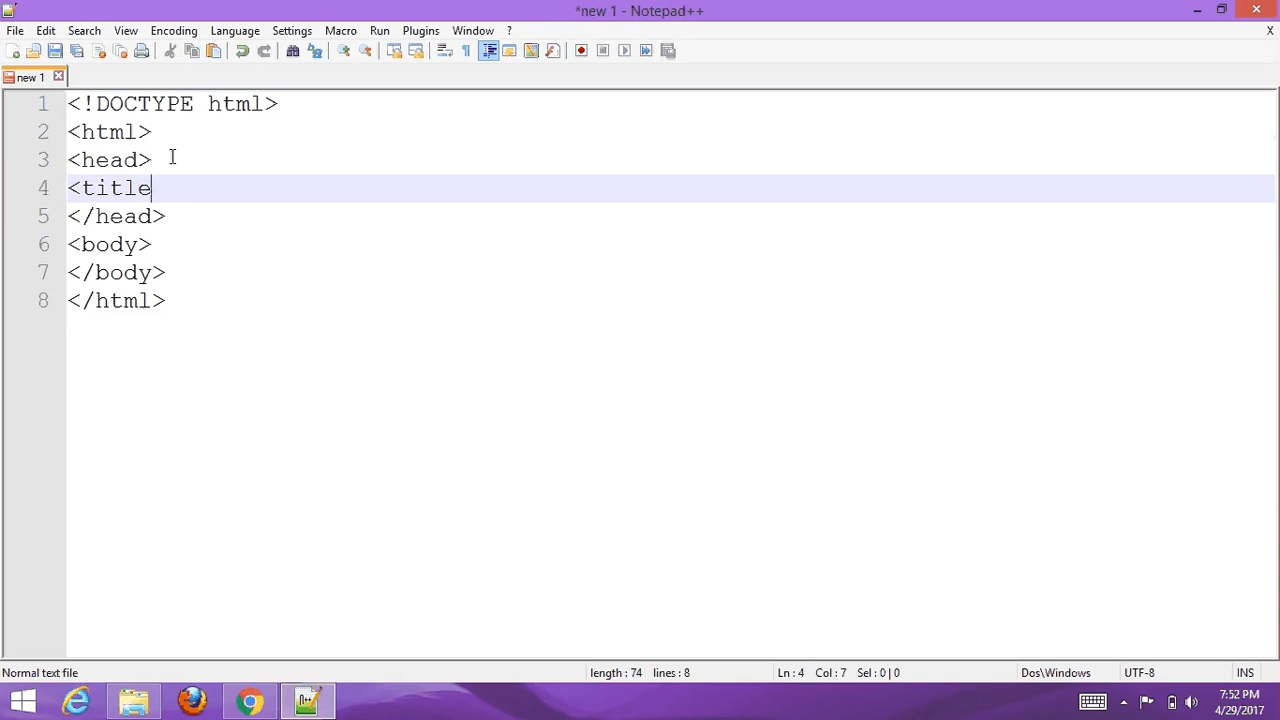 *new 1 - Notepad++
File Edit Search View Encoding Language Settings Macro Run Plugins Window ? X
new 1
1 <!DOCTYPE html>
2 <html>
3 <head>
4 <title
5 </head>
6 <body>
7 </body>
8 </html>
Normal text file length : 74 lines : 8 Ln : 4 Col : 7 Sel : 0 | 0 Dos\Windows UTF-8 INS
7:52 PM
4/29/2017